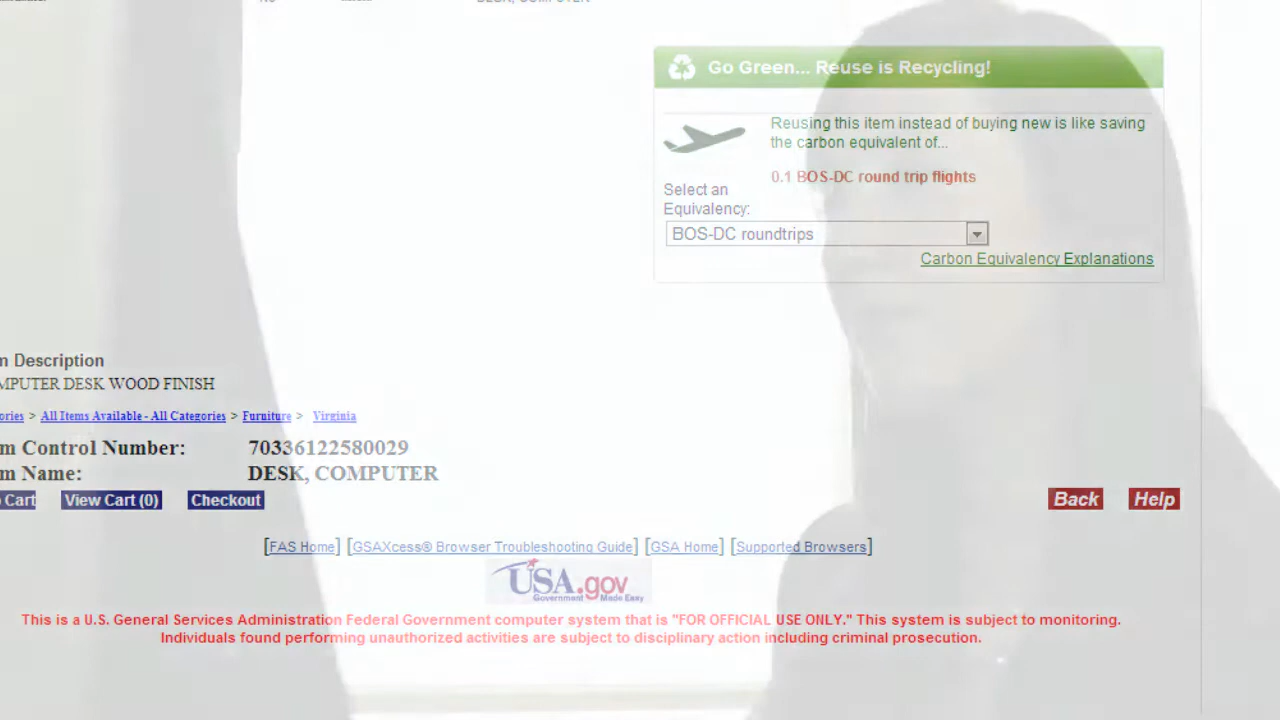 Go Green... Reuse is Recycling!
Reusing this item instead of buying new is like saving
the carbon equivalent of...
0.1 BOS-DC round trip flights
Select an
Equivalency:
BOS-DC roundtrips
Carbon Equivalency Explanations
m Description
MPUTER DESK WOOD FINISH
ories > All Items Available - All Categories > Furniture > Virginia
m Control Number: 70336122580029
m Name: DESK, COMPUTER
Cart View Cart (0) Checkout
Back Help
[FAS Home] [GSAXcess® Browser Troubleshooting Guide] [GSA Home] [Supported Browsers]
USA.gov
Government Made Easy
This is a U.S. General Services Administration Federal Government computer system that is "FOR OFFICIAL USE ONLY." This system is subject to monitoring.
Individuals found performing unauthorized activities are subject to disciplinary action including criminal prosecution.